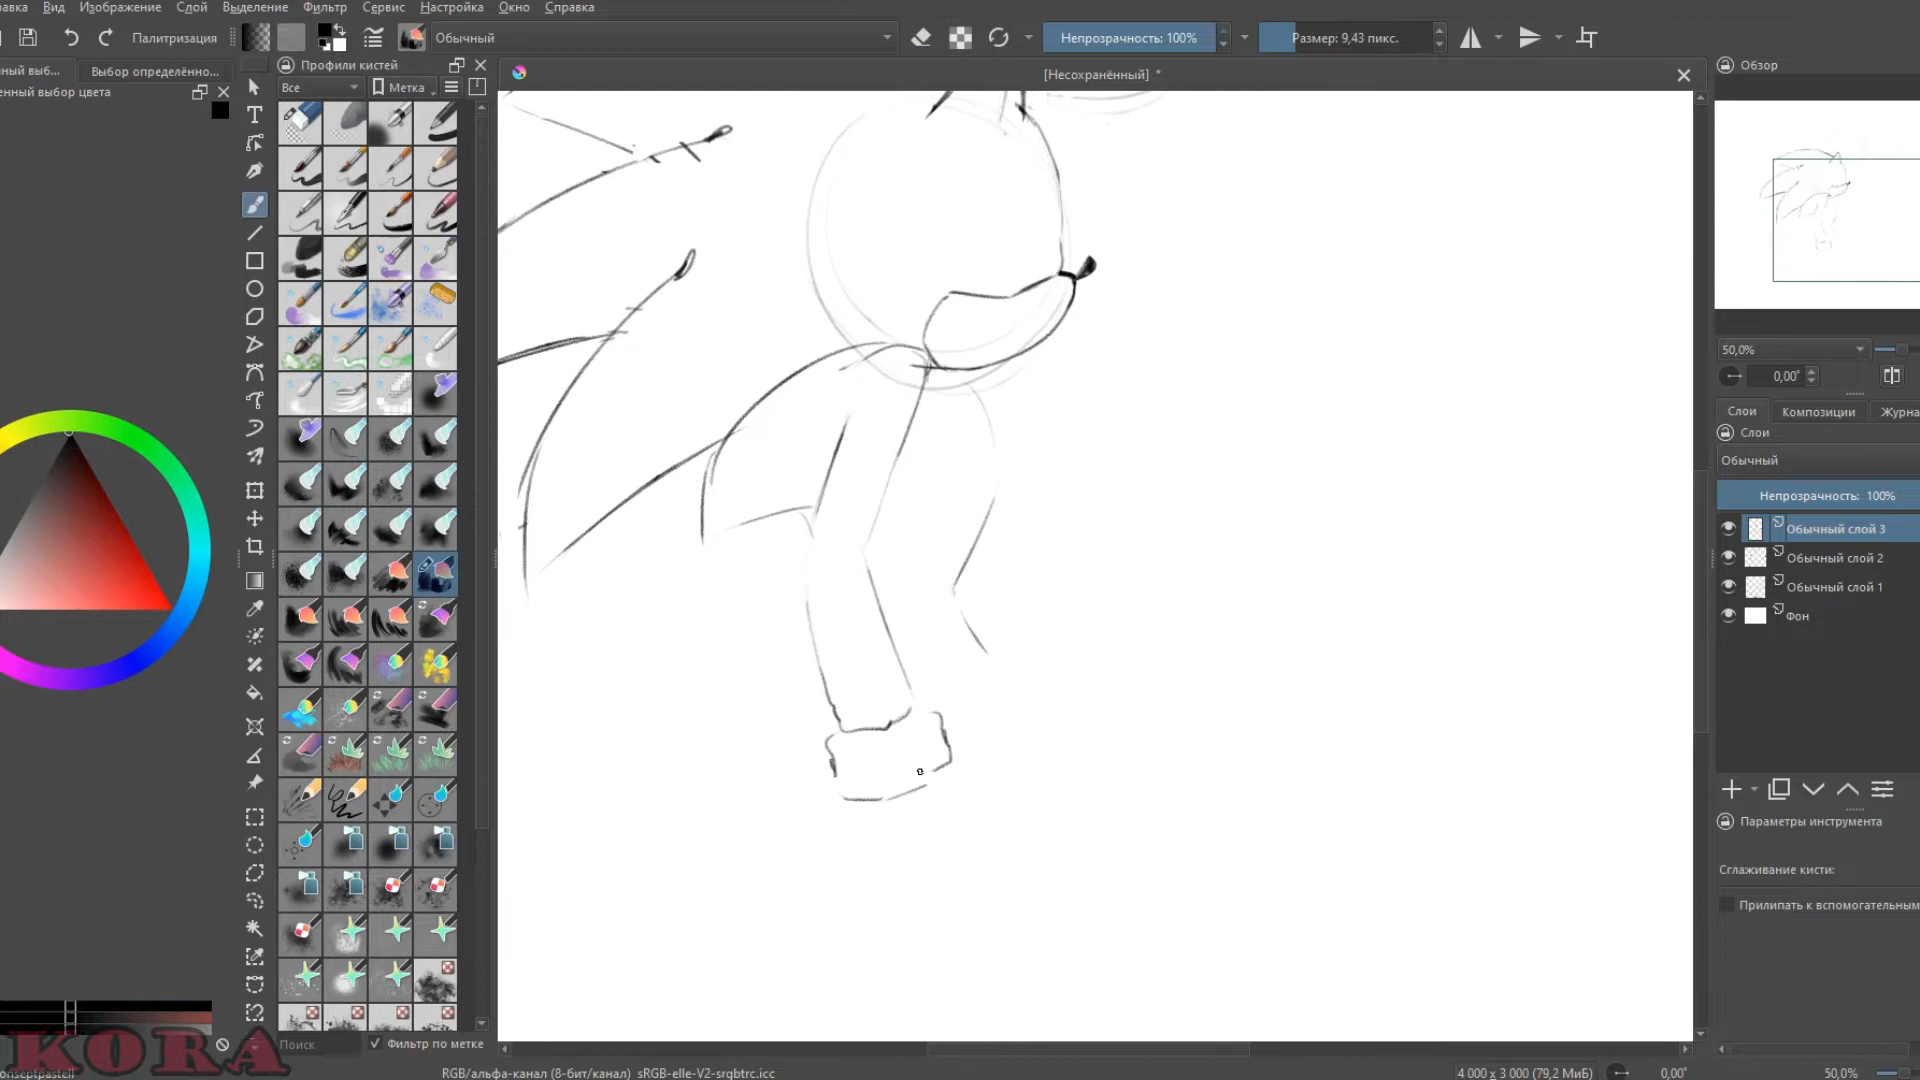 равка Вид Изображение Слой Выделение Фильтр Сервис Настройка Окно Справка
Палитризация Обычный Непрозрачность: 100% Размер: 9,43 пикс.
ный выб... Выбор определённо... Профили кистей [Несохранённый] * Обзор
енный выбор цвета Все Метка
50,0%
0,00°
Слои Композиции Журна
Слои
Обычный
Непрозрачность: 100%
Обычный слой 3
Обычный слой 2
Обычный слой 1
Фон
Параметры инструмента
Сглаживание кисти:
Прилипать к вспомогательным
KORA
Поиск Фильтр по метке
onseptpastell RGB/альфа-канал (8-бит/канал) sRGB-elle-V2-srgbtrc.icc 4 000 x 3 000 (79,2 МиБ) 0,00° 50,0%